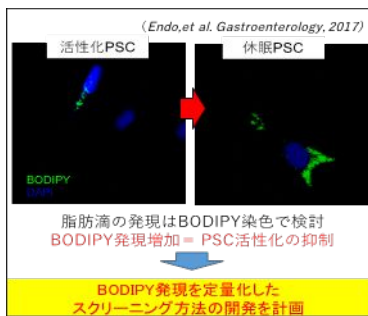 (Endo,et al. Gastroenterology, 2017)
活性化PSC
休眠PSC
BODIPY
DAPI
脂肪滴の発現はBODIPY染色で検討
BODIPY発現増加= PSC活性化の抑制
BODIPY発現を定量化した
スクリーニング方法の開発を計画